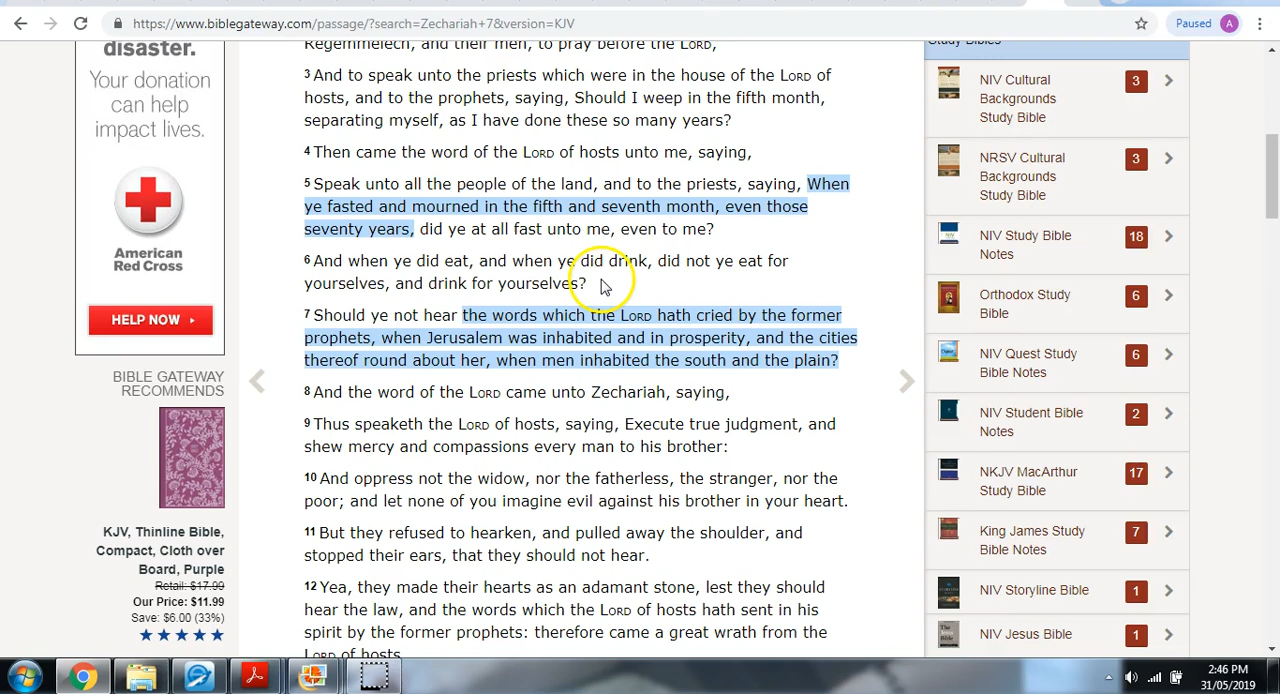 https://www.biblegateway.com/passage/?search=Zechariah+7&version=KJV
Paused A
disaster.
Your donation
can help
impact lives.
American
Red Cross
HELP NOW
BIBLE GATEWAY
RECOMMENDS
KJV, Thinline Bible,
Compact, Cloth over
Board, Purple
Retail: $17.99
Our Price: $11.99
Save: $6.00 (33%)
Regemmelech, and their men, to pray before the LORD,
3 And to speak unto the priests which were in the house of the LORD of
hosts, and to the prophets, saying, Should I weep in the fifth month,
separating myself, as I have done these so many years?
4 Then came the word of the LORD of hosts unto me, saying,
5 Speak unto all the people of the land, and to the priests, saying, When
ye fasted and mourned in the fifth and seventh month, even those
seventy years, did ye at all fast unto me, even to me?
6 And when ye did eat, and when ye did drink, did not ye eat for
yourselves, and drink for yourselves?
7 Should ye not hear the words which the LORD hath cried by the former
prophets, when Jerusalem was inhabited and in prosperity, and the cities
thereof round about her, when men inhabited the south and the plain?
8 And the word of the LORD came unto Zechariah, saying,
9 Thus speaketh the LORD of hosts, saying, Execute true judgment, and
shew mercy and compassions every man to his brother:
10 And oppress not the widow, nor the fatherless, the stranger, nor the
poor; and let none of you imagine evil against his brother in your heart.
11 But they refused to hearken, and pulled away the shoulder, and
stopped their ears, that they should not hear.
12 Yea, they made their hearts as an adamant stone, lest they should
hear the law, and the words which the LORD of hosts hath sent in his
spirit by the former prophets: therefore came a great wrath from the
LORD of hosts.
Study Bibles
NIV Cultural
Backgrounds
Study Bible
3
NRSV Cultural
Backgrounds
Study Bible
3
NIV Study Bible
Notes
18
Orthodox Study
Bible
6
NIV Quest Study
Bible Notes
6
NIV Student Bible
Notes
2
NKJV MacArthur
Study Bible
17
King James Study
Bible Notes
7
NIV Storyline Bible
1
NIV Jesus Bible
1
2:46 PM
31/05/2019